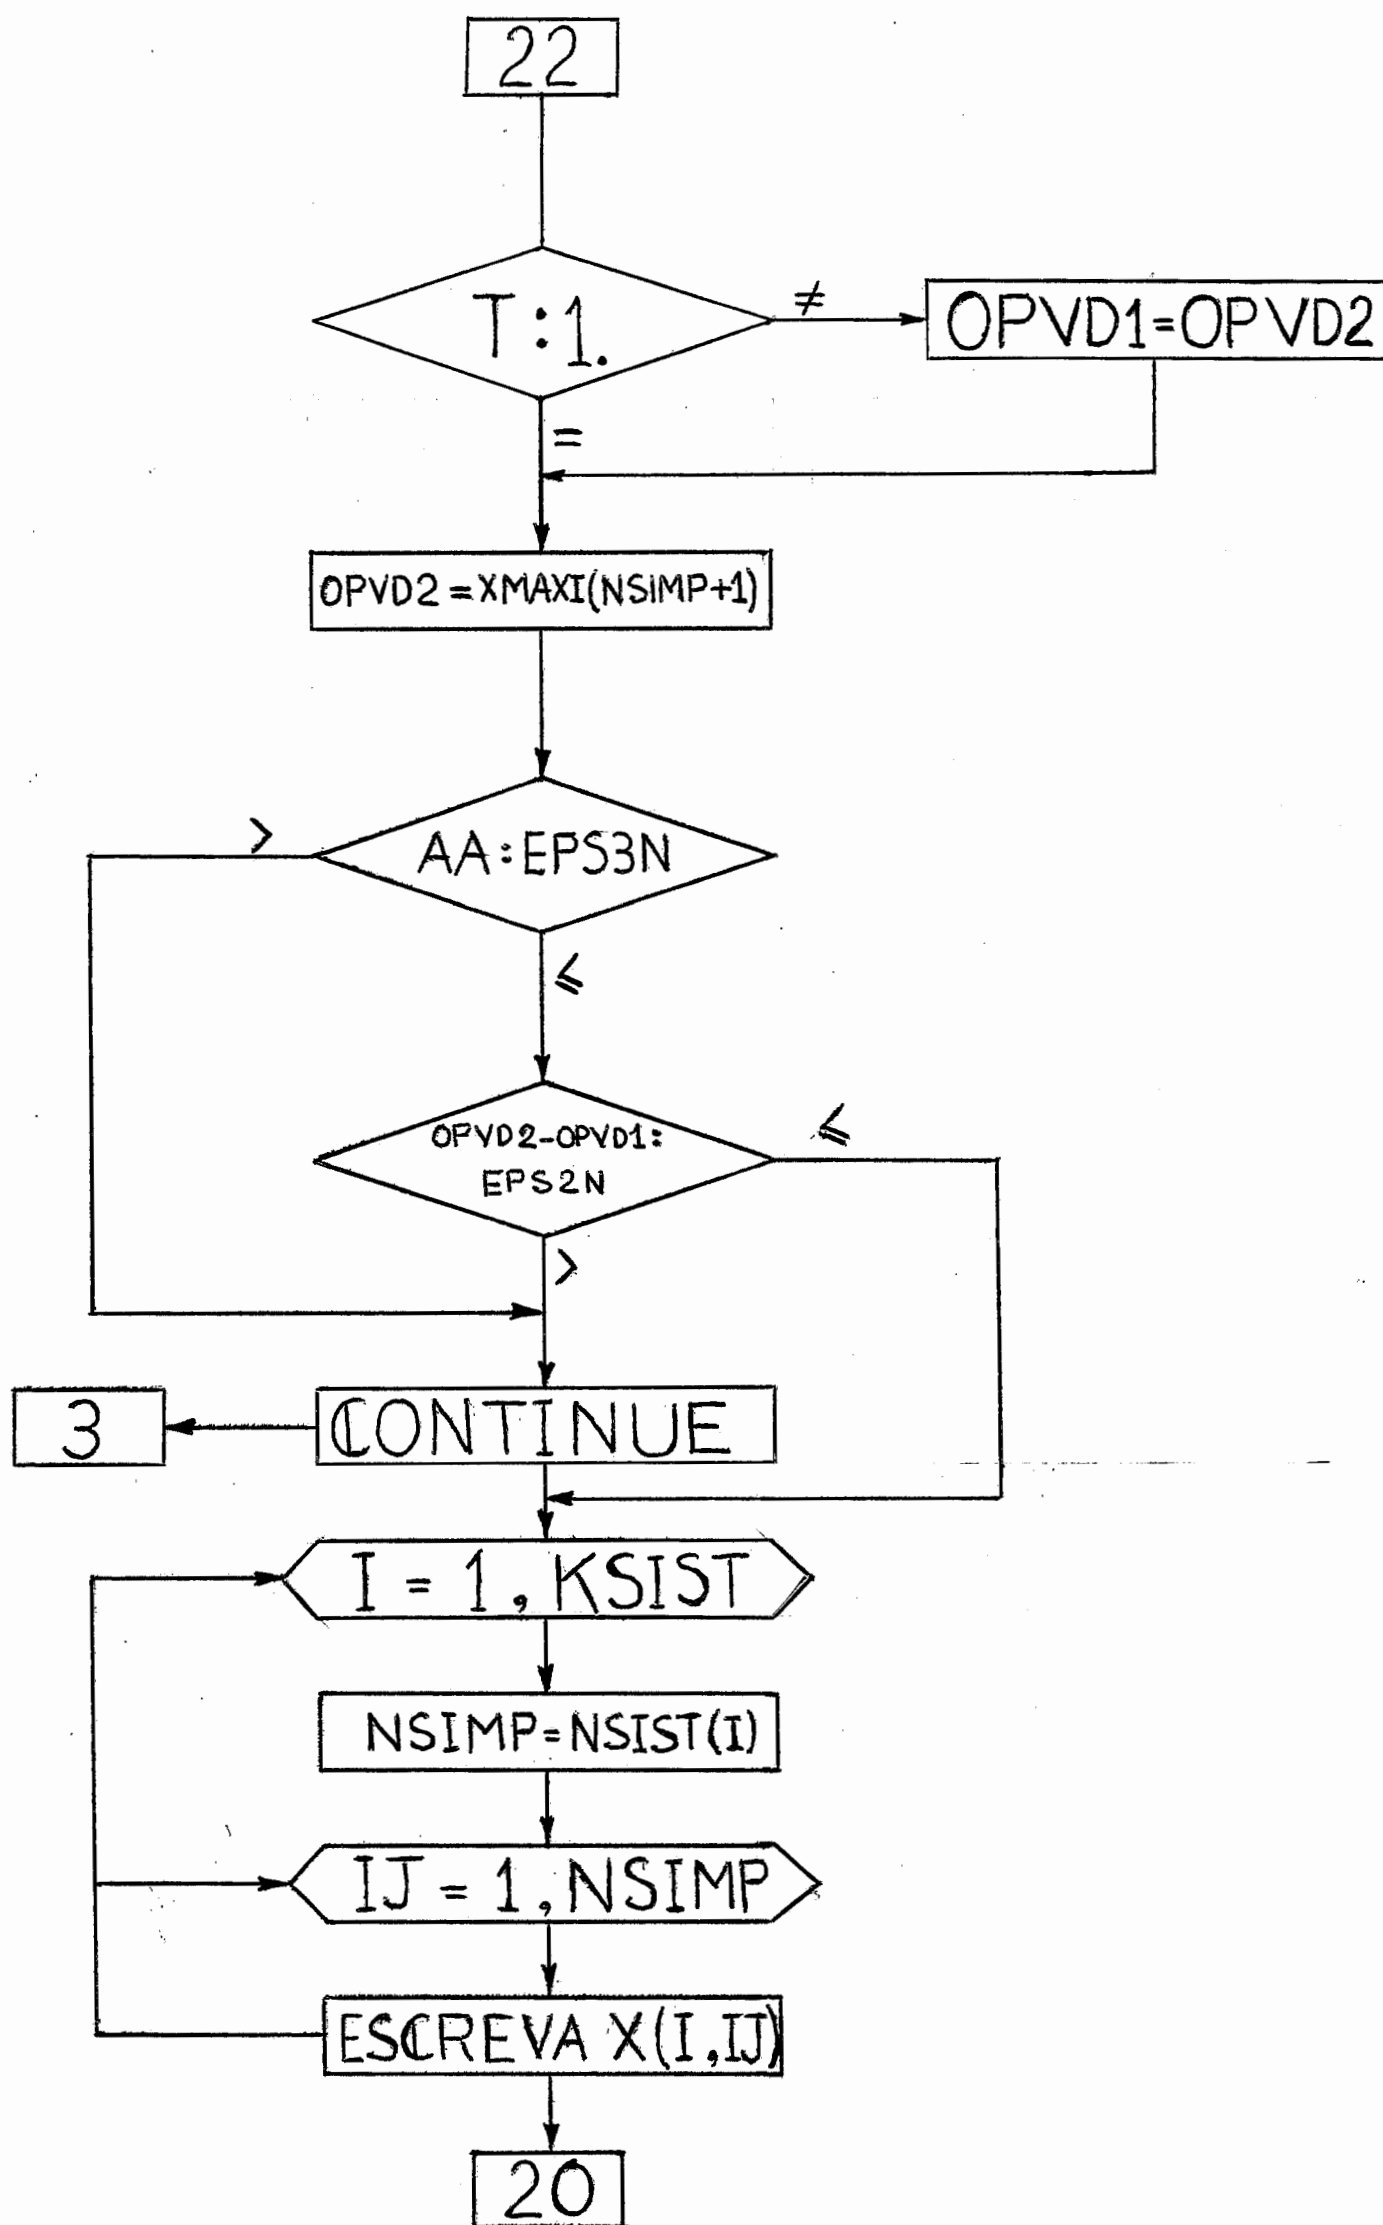 22
T:1.
≠
OPVD1=OPVD2
=
OPVD2=XMAXI(NSIMP+1)
>
AA:EPS3N
≤
OPVD2-OPVD1:
EPS2N
≤
>
3
CONTINUE
I = 1, KSIST
NSIMP=NSIST(I)
IJ = 1, NSIMP
ESCREVA X(I,IJ)
20